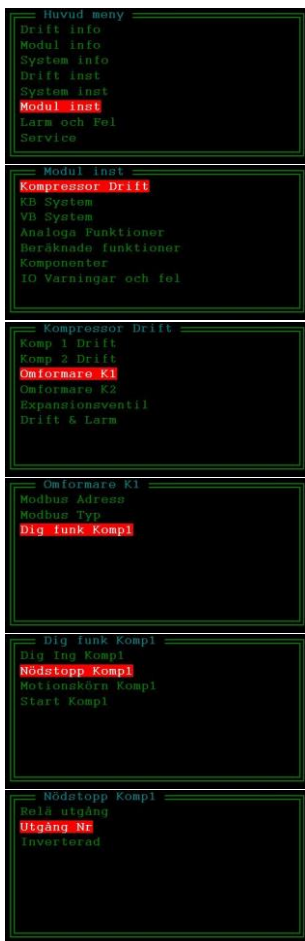 Huvud meny
Drift info
Modul info
System info
Drift inst
System inst
Modul inst
Larm och Fel
Service
Modul inst
Kompressor Drift
KB System
VB System
Analoga Funktioner
Beräknade funktioner
Komponenter
IO Varningar och fel
Kompressor Drift
Komp 1 Drift
Komp 2 Drift
Omformare K1
Omformare K2
Expansionsventil
Drift & Larm
Omformare K1
Modbus Adress
Modbus Typ
Dig funk Komp1
Dig funk Komp1
Dig Ing Komp1
Nödstopp Komp1
Motionskörn Komp1
Start Komp1
Nödstopp Komp1
Relä utgång
Utgång Nr
Inverterad